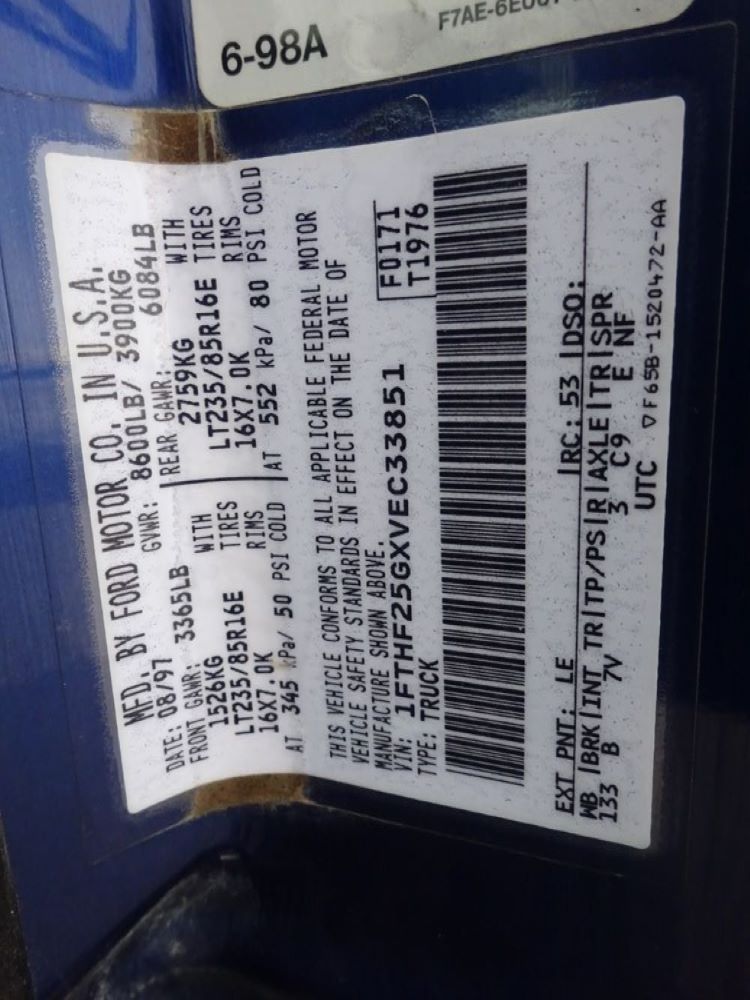 6-98A
MFD. BY FORD MOTOR CO. IN U.S.A.
DATE: 08/97 GVWR: 8600LB/ 3900KG
FRONT GAWR: 3365LB REAR GAWR: 6084LB
1526KG WITH 2759KG WITH
LT235/85R16E TIRES LT235/85R16E TIRES
16X7.0K RIMS 16X7.0K RIMS
AT 345 kPa/ 50 PSI COLD AT 552 kPa/ 80 PSI COLD
THIS VEHICLE CONFORMS TO ALL APPLICABLE FEDERAL MOTOR
VEHICLE SAFETY STANDARDS IN EFFECT ON THE DATE OF
MANUFACTURE SHOWN ABOVE.
VIN: 1FTHF25GXVEC33851 F0171
TYPE: TRUCK T1976
EXT PNT: LE RC: 53 DSO:
WB BRK INT TR TP/PS R AXLE TR SPR
133 B 7V 3 C9 E NF
UTC ▽F65B-1520472-AA